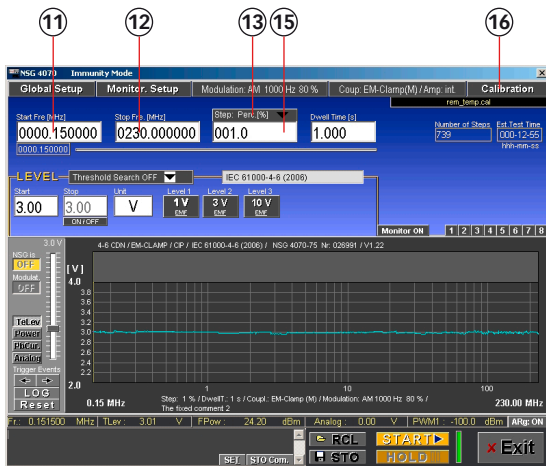 11 12 13 15 16
NSG 4070 Immunity Mode
Global Setup Monitor. Setup Modulation: AM 1000 Hz 80 % Coup: EM-Clamp(M) / Amp: int. Calibration
rem_temp.cal
Start Fre [MHz] Stop Fre. [MHz] Step: Perc.[%] Dwell Time [s]
0000.150000 0230.000000 001.0 1.000
0000.150000
Number of Steps Est Test Time
739 000-12-55
hhh-mm-ss
LEVEL Threshold Search OFF IEC 61000-4-6 (2006)
Start Stop Unit Level 1 Level 2 Level 3
3.00 3.00 V 1 V EMF 3 V EMF 10 V EMF
ON / OFF
Monitor ON 1 2 3 4 5 6 7 8
3.0 V 4-6 CDN / EM-CLAMP / CIP / IEC 61000-4-6 (2006) / NSG 4070-75 Nr: 026991 / V1.22
NSG is
OFF
Modulat.
OFF
[V]
4.0
3.8
3.6
3.4
3.2
3.0
2.8
2.6
2.4
2.2
2.0
TeLev
Power
PhCur.
Analog
Trigger Events
LOG
Reset
1 10 100
0.15 MHz 230.00 MHz
Step: 1 % / DwellT.: 1 s / Coupl.: EM-Clamp (M) / Modulation: AM 1000 Hz 80 % /
The fixed comment 2
Fr.: 0.151500 MHz TLev : 3.01 V FPow : 24.20 dBm Analog : 0.00 V PWM1 : -100.0 dBm ARg: ON
RCL START
SET STO Com. STO HOLD
Exit